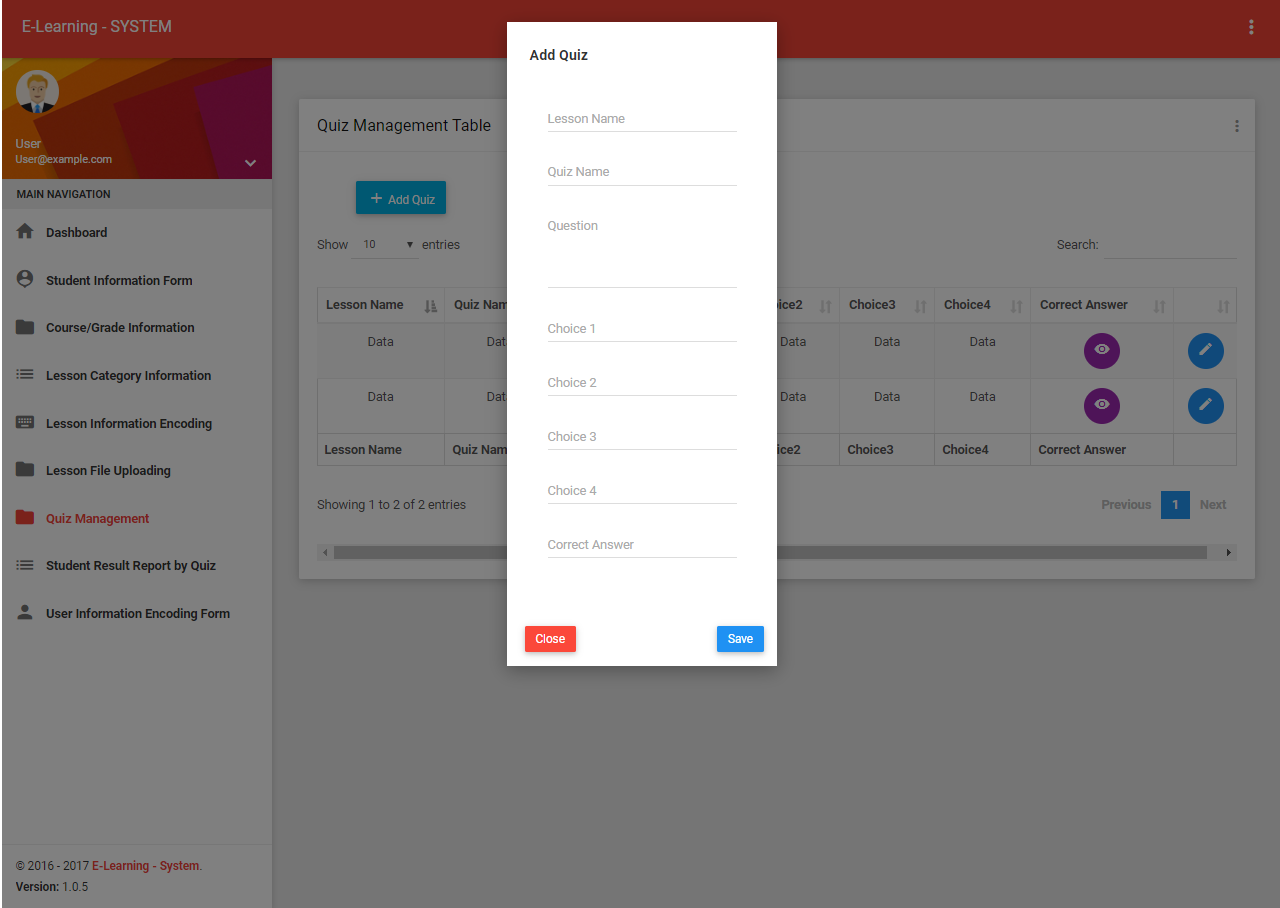 E-Learning - SYSTEM
User
User@example.com
MAIN NAVIGATION
Dashboard
Student Information Form
Course/Grade Information
Lesson Category Information
Lesson Information Encoding
Lesson File Uploading
Quiz Management
Student Result Report by Quiz
User Information Encoding Form
© 2016 - 2017 E-Learning - System.
Version: 1.0.5
Quiz Management Table
Add Quiz
Show 10 entries
Search:
Lesson Name Quiz Nam ice2 Choice3 Choice4 Correct Answer
Data Dat Data Data Data
Data Dat Data Data Data
Lesson Name Quiz Nam ice2 Choice3 Choice4 Correct Answer
Showing 1 to 2 of 2 entries
Previous 1 Next
Add Quiz
Lesson Name
Quiz Name
Question
Choice 1
Choice 2
Choice 3
Choice 4
Correct Answer
Close Save